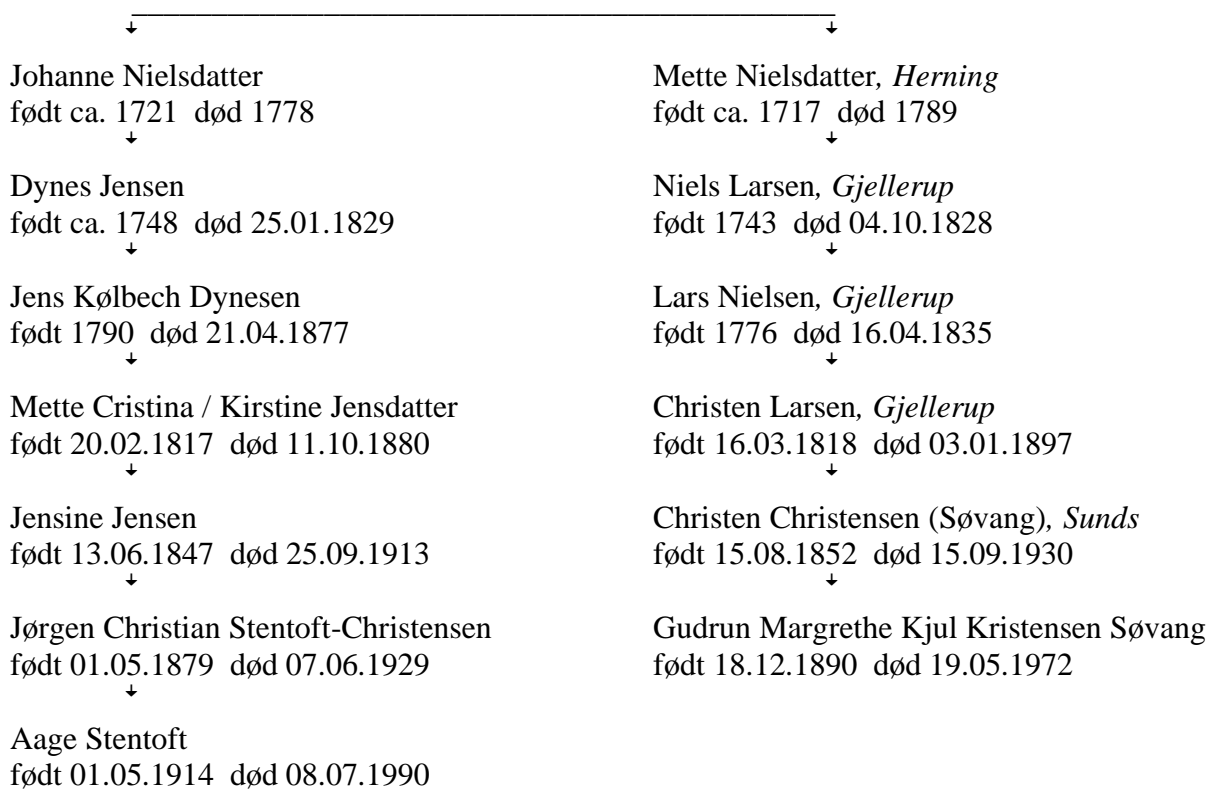 Johanne Nielsdatter
født ca. 1721 død 1778
Dynes Jensen
født ca. 1748 død 25.01.1829
Jens Kølbech Dynesen
født 1790 død 21.04.1877
Mette Cristina / Kirstine Jensdatter
født 20.02.1817 død 11.10.1880
Jensine Jensen
født 13.06.1847 død 25.09.1913
Jørgen Christian Stentoft-Christensen
født 01.05.1879 død 07.06.1929
Aage Stentoft
født 01.05.1914 død 08.07.1990
Mette Nielsdatter, Herning
født ca. 1717 død 1789
Niels Larsen, Gjellerup
født 1743 død 04.10.1828
Lars Nielsen, Gjellerup
født 1776 død 16.04.1835
Christen Larsen, Gjellerup
født 16.03.1818 død 03.01.1897
Christen Christensen (Søvang), Sunds
født 15.08.1852 død 15.09.1930
Gudrun Margrethe Kjul Kristensen Søvang
født 18.12.1890 død 19.05.1972